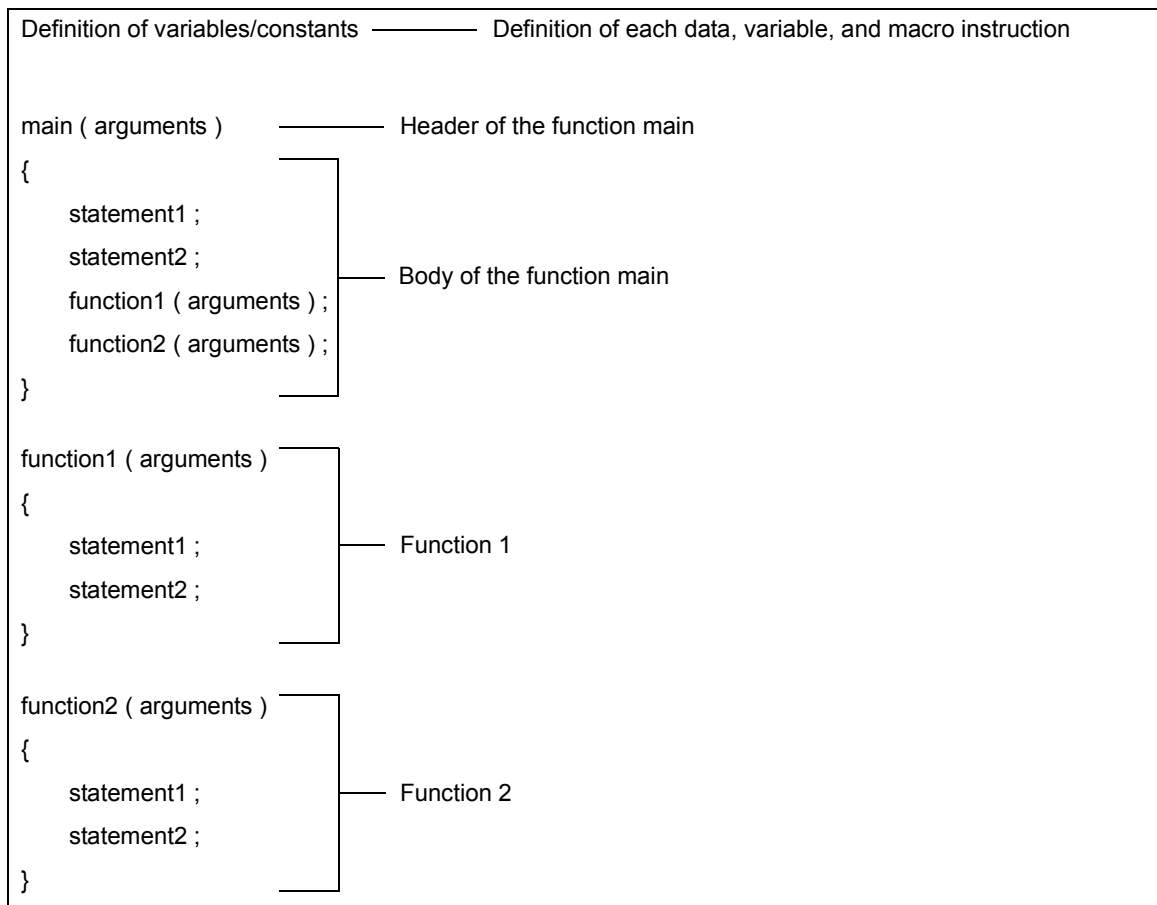 Definition of variables/constants Definition of each data, variable, and macro instruction
main ( arguments ) Header of the function main
{
statement1 ;
statement2 ;
Body of the function main
function1 ( arguments ) ;
function2 ( arguments ) ;
}
function1 ( arguments )
{
statement1 ;
Function 1
statement2 ;
}
function2 ( arguments )
{
statement1 ;
Function 2
statement2 ;
}